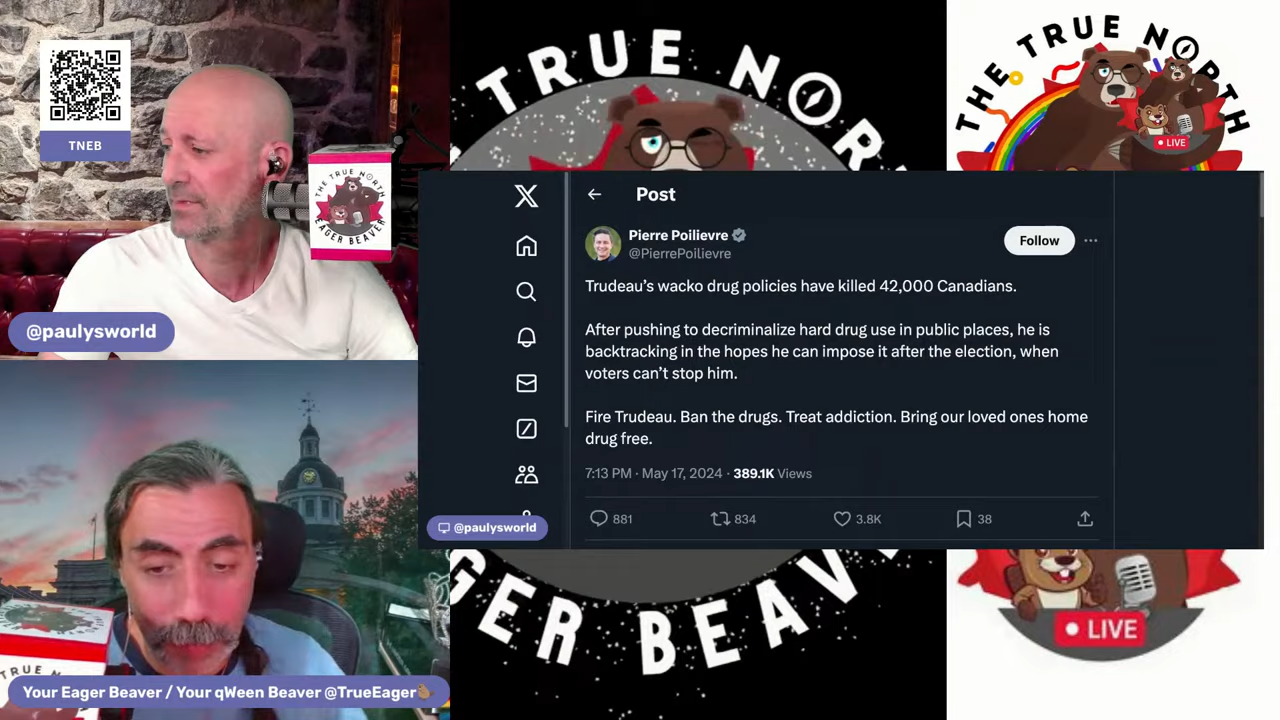 TNEB
THE TRUE NORTH
EAGER BEAVER
@paulysworld
TRUE NORTH
THE TRUE NORTH
LIVE
Post
Pierre Poilievre
@PierrePoilievre
Follow
Trudeau’s wacko drug policies have killed 42,000 Canadians.
After pushing to decriminalize hard drug use in public places, he is
backtracking in the hopes he can impose it after the election, when
voters can’t stop him.
Fire Trudeau. Ban the drugs. Treat addiction. Bring our loved ones home
drug free.
7:13 PM · May 17, 2024 · 389.1K Views
881 834 3.8K 38
@paulysworld
GER BEAVE
LIVE
TRUE NO
Your Eager Beaver / Your qWeen Beaver @TrueEager🦫